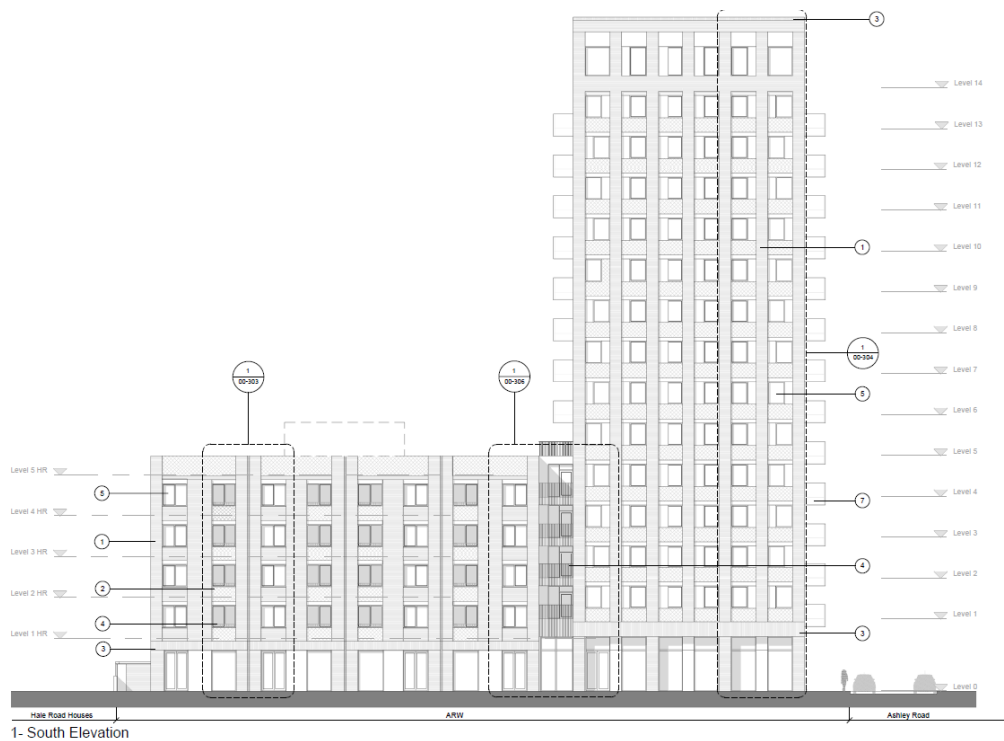 3
Level 14
Level 13
Level 12
Level 11
1
Level 10
Level 9
Level 8
1
00-304
Level 7
1
00-303
1
00-306
5
Level 6
Level 5
Level 5 HR
5
7
Level 4
Level 4 HR
1
Level 3
Level 3 HR
4
Level 2
2
Level 2 HR
4
Level 1
Level 1 HR
3
3
Level 0
Hale Road Houses
ARW
Ashley Road
1- South Elevation